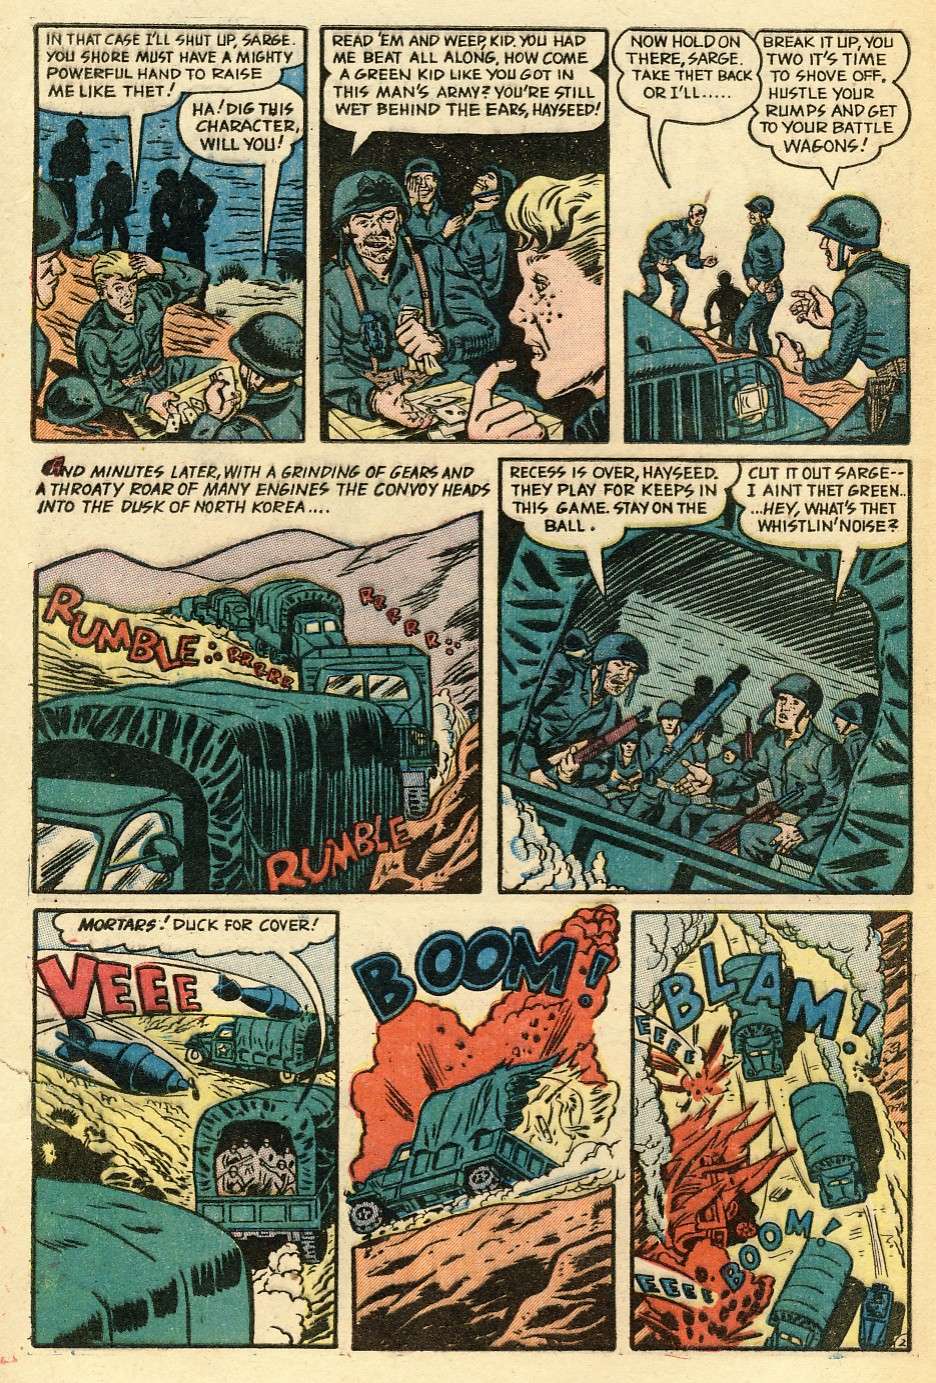 IN THAT CASE I'LL SHUT UP, SARGE.
YOU SHORE MUST HAVE A MIGHTY
POWERFUL HAND TO RAISE
ME LIKE THET!
HA! DIG THIS
CHARACTER,
WILL YOU!
READ 'EM AND WEEP, KID. YOU HAD
ME BEAT ALL ALONG. HOW COME
A GREEN KID LIKE YOU GOT IN
THIS MAN'S ARMY? YOU'RE STILL
WET BEHIND THE EARS, HAYSEED!
NOW HOLD ON
THERE, SARGE.
TAKE THET BACK
OR I'LL.....
BREAK IT UP, YOU
TWO IT'S TIME
TO SHOVE OFF.
HUSTLE YOUR
RUMPS AND GET
TO YOUR BATTLE
WAGONS!
AND MINUTES LATER, WITH A GRINDING OF GEARS AND
A THROATY ROAR OF MANY ENGINES THE CONVOY HEADS
INTO THE DUSK OF NORTH KOREA....
RUMBLE..
RRRRR
RRRRR..
RUMBLE
RECESS IS OVER, HAYSEED.
THEY PLAY FOR KEEPS IN
THIS GAME. STAY ON THE
BALL.
CUT IT OUT SARGE--
I AINT THET GREEN..
...HEY, WHAT'S THET
WHISTLIN' NOISE?
MORTARS! DUCK FOR COVER!
VEEE
BOOM!
BLAM!
EEEE
BOOM!
EEEE
2